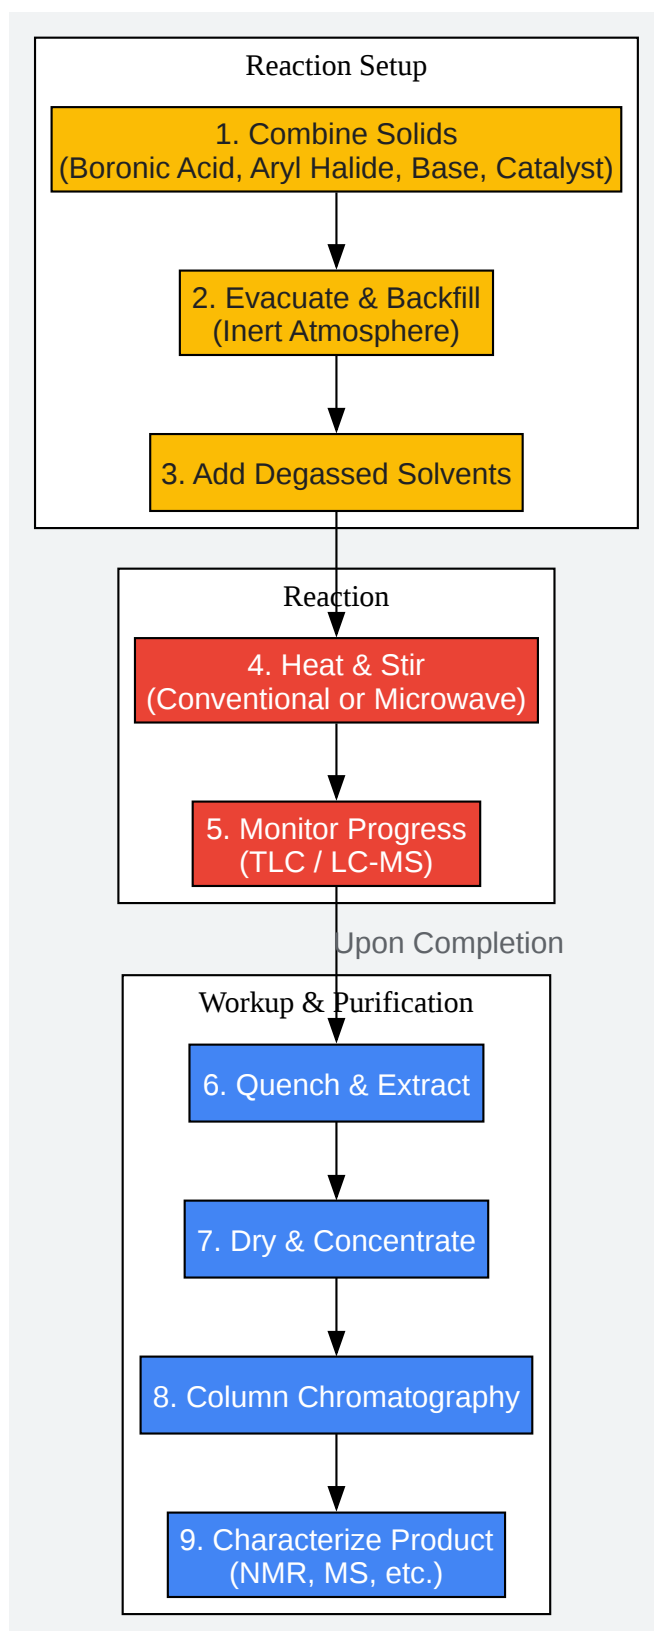 Reaction Setup
1. Combine Solids
(Boronic Acid, Aryl Halide, Base, Catalyst)
2. Evacuate & Backfill
(Inert Atmosphere)
3. Add Degassed Solvents
Reaction
4. Heat & Stir
(Conventional or Microwave)
5. Monitor Progress
(TLC / LC-MS)
Upon Completion
Workup & Purification
6. Quench & Extract
7. Dry & Concentrate
8. Column Chromatography
9. Characterize Product
(NMR, MS, etc.)